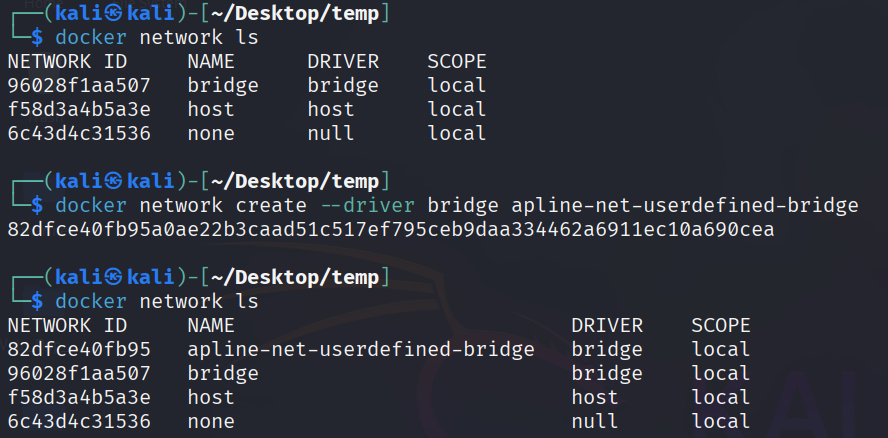 ┌──(kali㉿kali)-[~/Desktop/temp]
└─$ docker network ls
NETWORK ID     NAME      DRIVER    SCOPE
96028f1aa507   bridge    bridge    local
f58d3a4b5a3e   host      host      local
6c43d4c31536   none      null      local
┌──(kali㉿kali)-[~/Desktop/temp]
└─$ docker network create --driver bridge apline-net-userdefined-bridge
82dfce40fb95a0ae22b3caad51c517ef795ceb9daa334462a6911ec10a690cea
┌──(kali㉿kali)-[~/Desktop/temp]
└─$ docker network ls
NETWORK ID     NAME                            DRIVER    SCOPE
82dfce40fb95   apline-net-userdefined-bridge   bridge    local
96028f1aa507   bridge                          bridge    local
f58d3a4b5a3e   host                            host      local
6c43d4c31536   none                            null      local